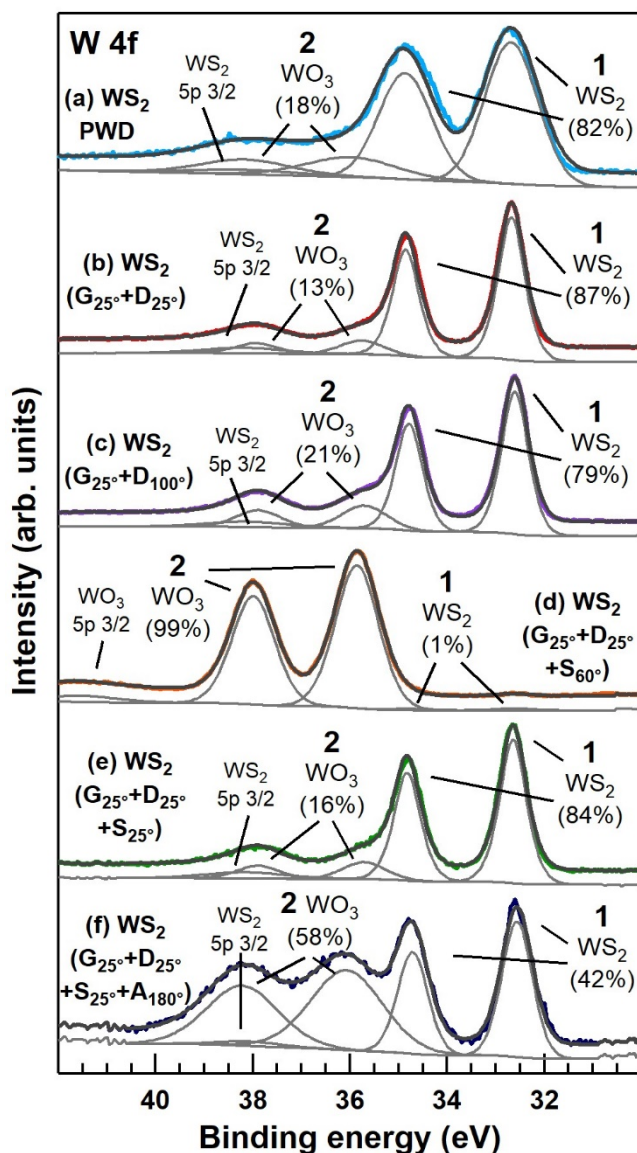 W 4f
(a) WS₂
PWD
WS₂
5p 3/2
2
WO₃
(18%)
1
WS₂
(82%)
(b) WS₂
(G₂₅°+D₂₅°)
WS₂
5p 3/2
2
WO₃
(13%)
1
WS₂
(87%)
(c) WS₂
(G₂₅°+D₁₀₀°)
WS₂
5p 3/2
2
WO₃
(21%)
1
WS₂
(79%)
WO₃
5p 3/2
2
WO₃
(99%)
1
WS₂
(1%)
(d) WS₂
(G₂₅°+D₂₅°
+S₆₀°)
(e) WS₂
(G₂₅°+D₂₅°
+S₂₅°)
WS₂
5p 3/2
2
WO₃
(16%)
1
WS₂
(84%)
(f) WS₂
(G₂₅°+D₂₅°
+S₂₅°+A₁₈₀°)
WS₂
5p 3/2
2 WO₃
(58%)
1
WS₂
(42%)
Intensity (arb. units)
40 38 36 34 32
Binding energy (eV)